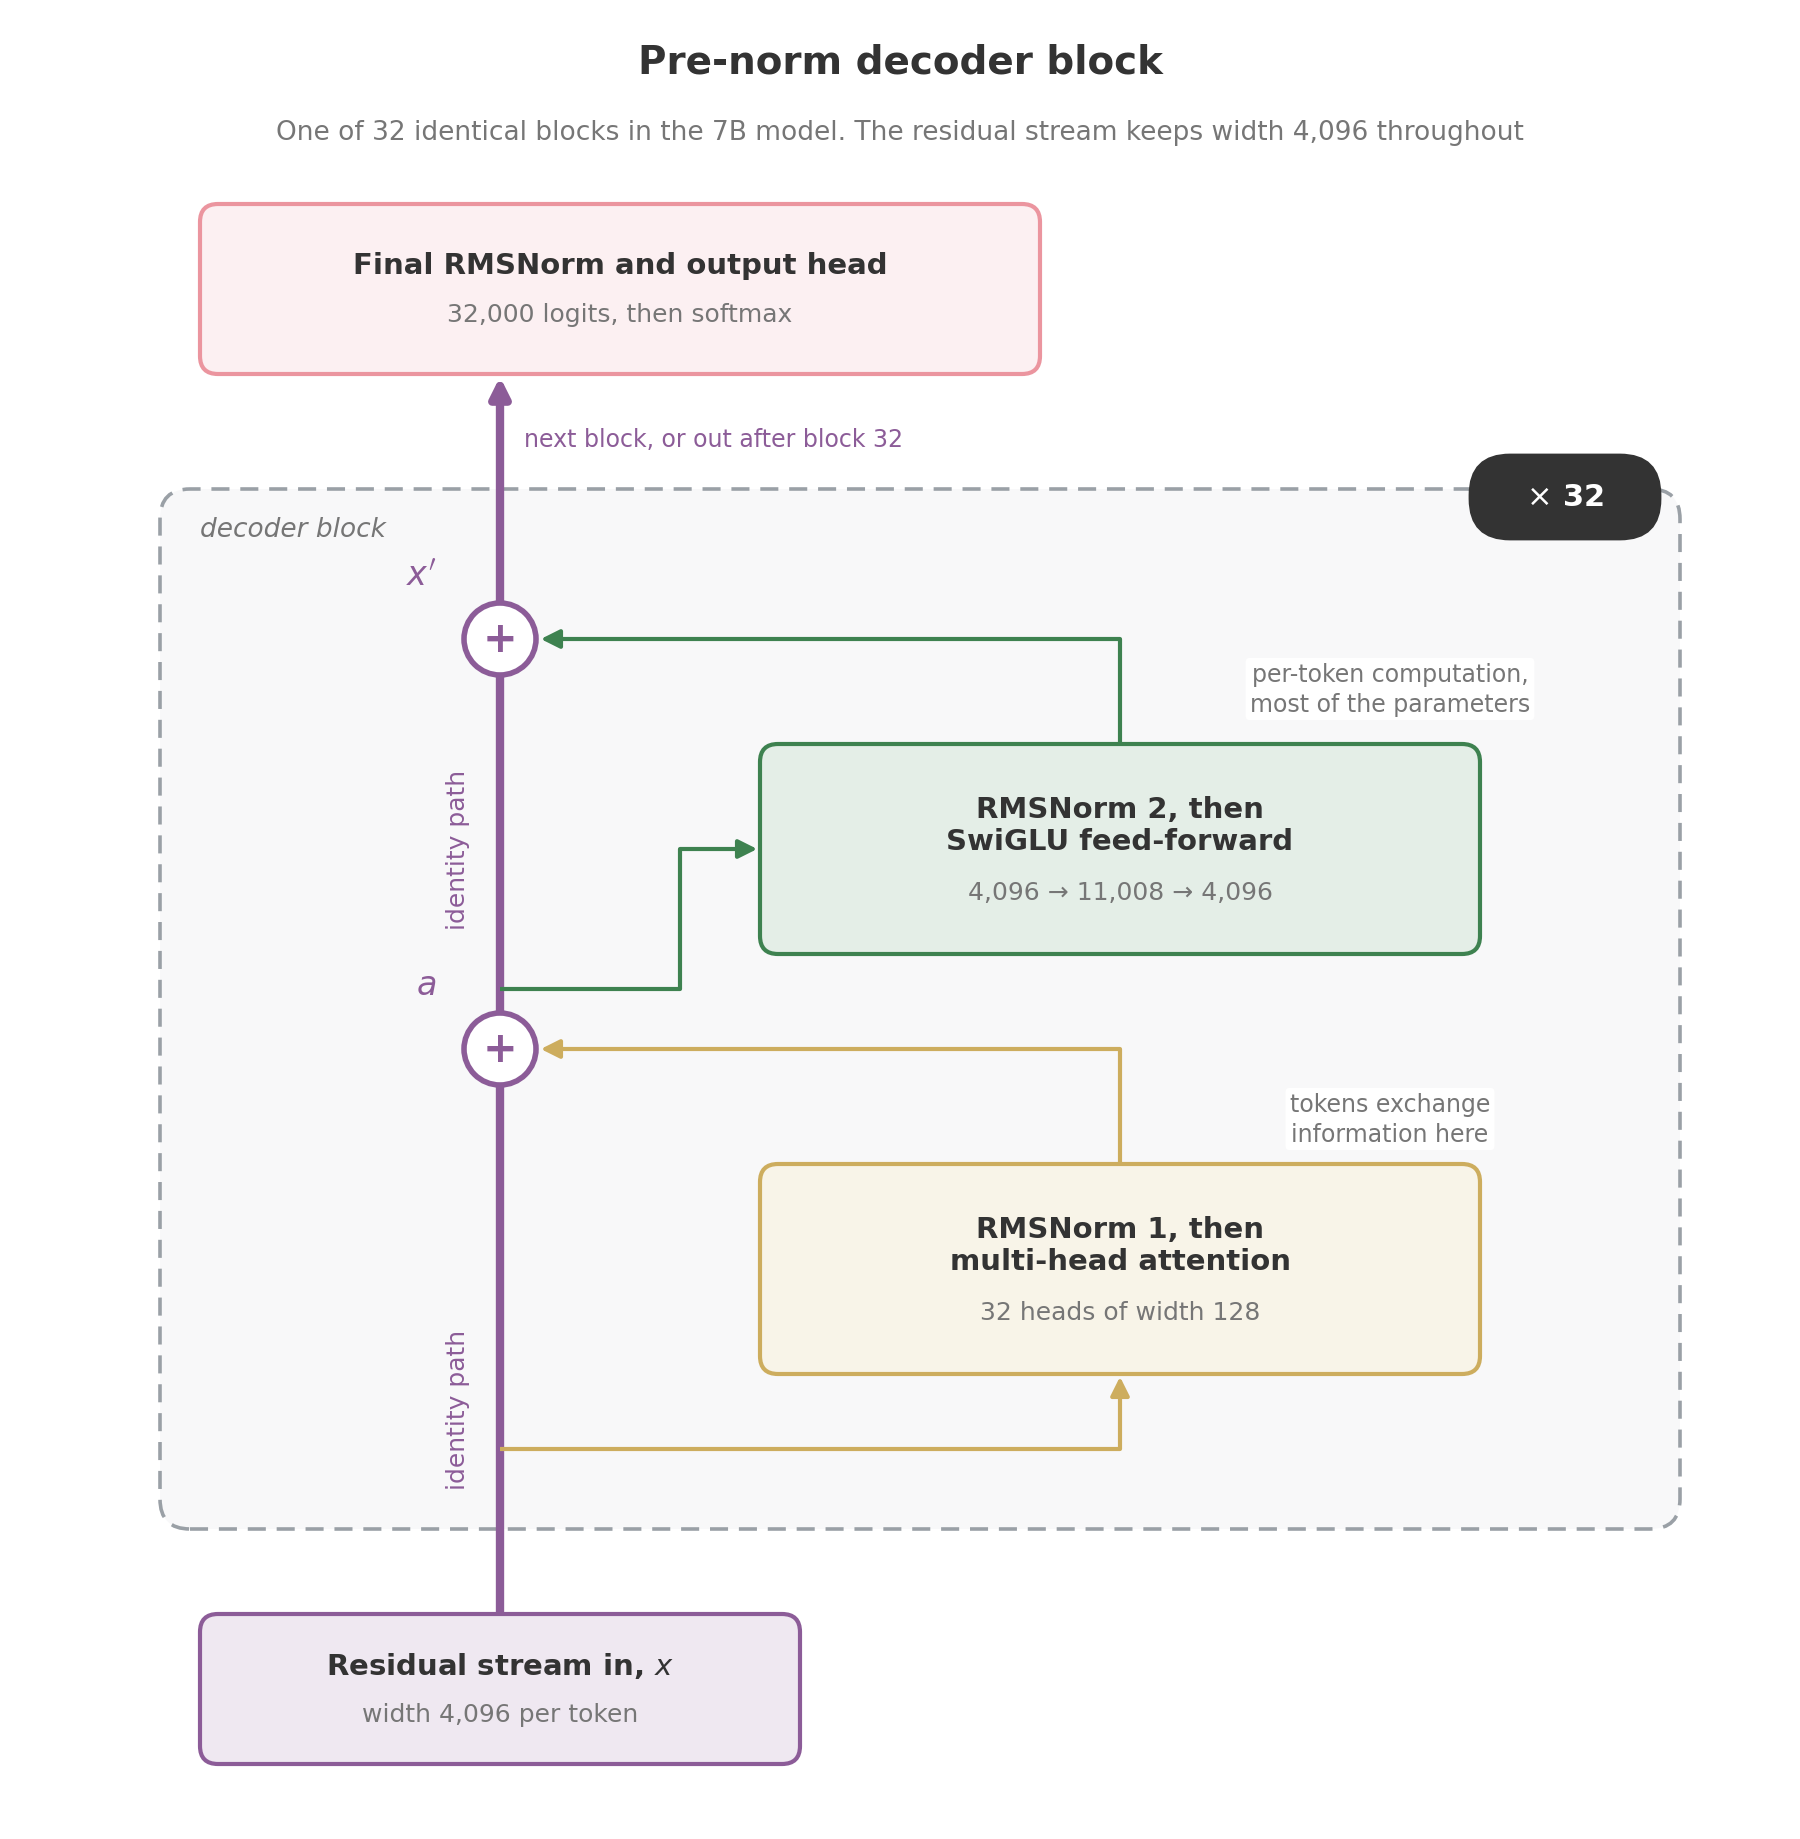 Pre-norm decoder block
One of 32 identical blocks in the 7B model. The residual stream keeps width 4,096 throughout
Final RMSNorm and output head
32,000 logits, then softmax
next block, or out after block 32
× 32
decoder block
x′
+
per-token computation,
most of the parameters
RMSNorm 2, then
SwiGLU feed-forward
4,096 → 11,008 → 4,096
identity path
a
+
tokens exchange
information here
RMSNorm 1, then
multi-head attention
32 heads of width 128
identity path
Residual stream in, x
width 4,096 per token